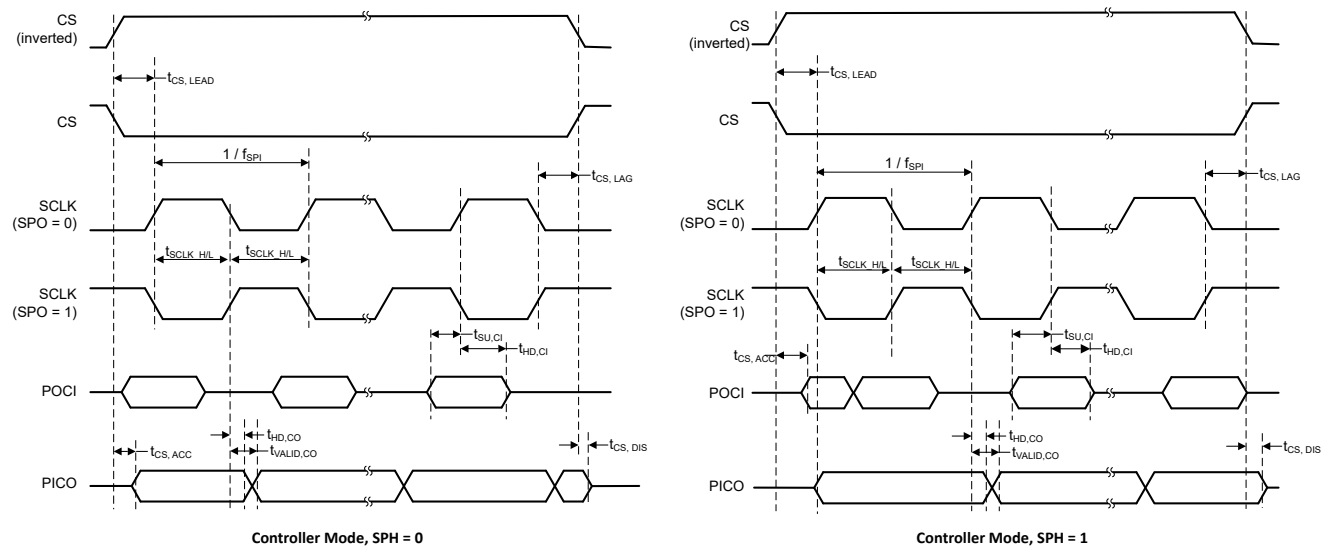 CS
(inverted)
tCS, LEAD
CS
1 / fSPI
tCS, LAG
SCLK
(SPO = 0)
tSCLK_H/L
tSCLK_H/L
SCLK
(SPO = 1)
tSU,CI
tHD,CI
POCI
tHD,CO
tCS, ACC
tVALID,CO
tCS, DIS
PICO
Controller Mode, SPH = 0
CS
(inverted)
tCS, LEAD
CS
1 / fSPI
tCS, LAG
SCLK
(SPO = 0)
tSCLK_H/L
tSCLK_H/L
SCLK
(SPO = 1)
tSU,CI
tCS, ACC
tHD,CI
POCI
tHD,CO
tVALID,CO
tCS, DIS
PICO
Controller Mode, SPH = 1